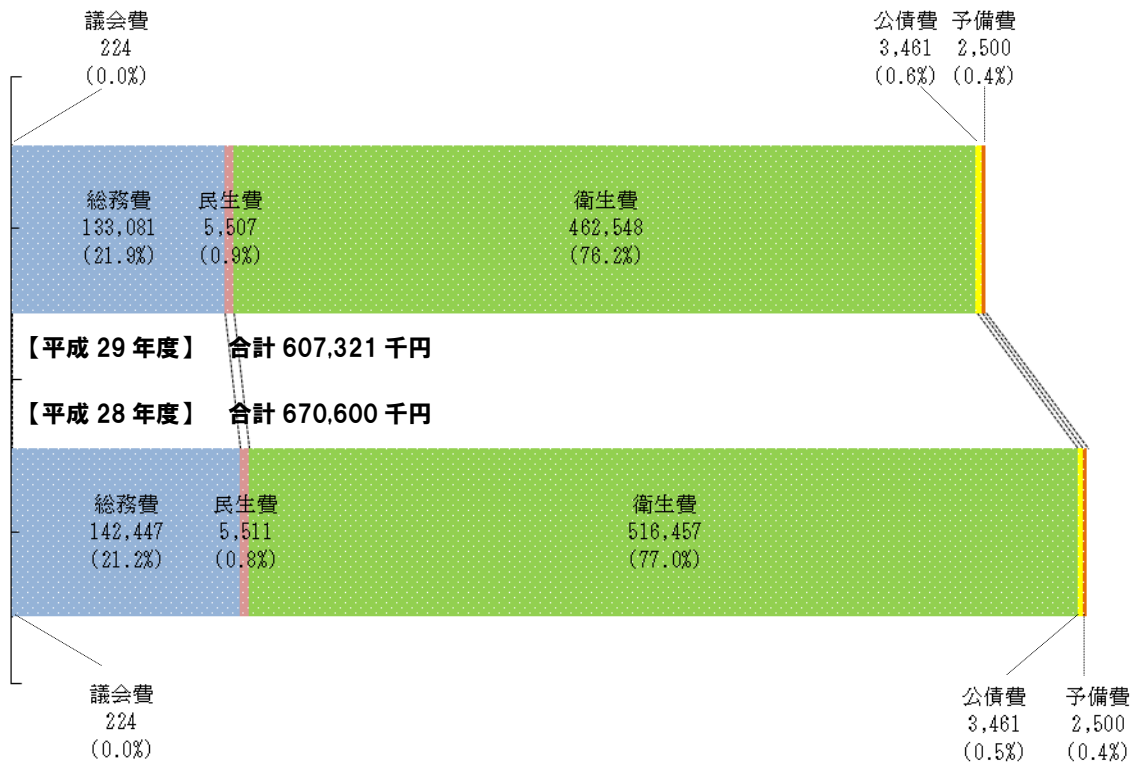 議会費
224
(0.0%)
公債費
3,461
(0.6%)
予備費
2,500
(0.4%)
総務費
133,081
(21.9%)
民生費
5,507
(0.9%)
衛生費
462,548
(76.2%)
【平成 29 年度】 合計 607,321 千円
【平成 28 年度】 合計 670,600 千円
総務費
142,447
(21.2%)
民生費
5,511
(0.8%)
衛生費
516,457
(77.0%)
議会費
224
(0.0%)
公債費
3,461
(0.5%)
予備費
2,500
(0.4%)